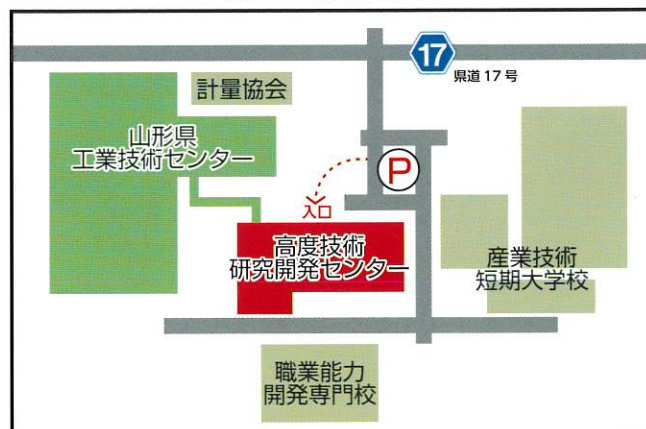 17
県道 17 号
計量協会
山形県
工業技術センター
P
入口
高度技術
研究開発センター
産業技術
短期大学校
職業能力
開発専門校